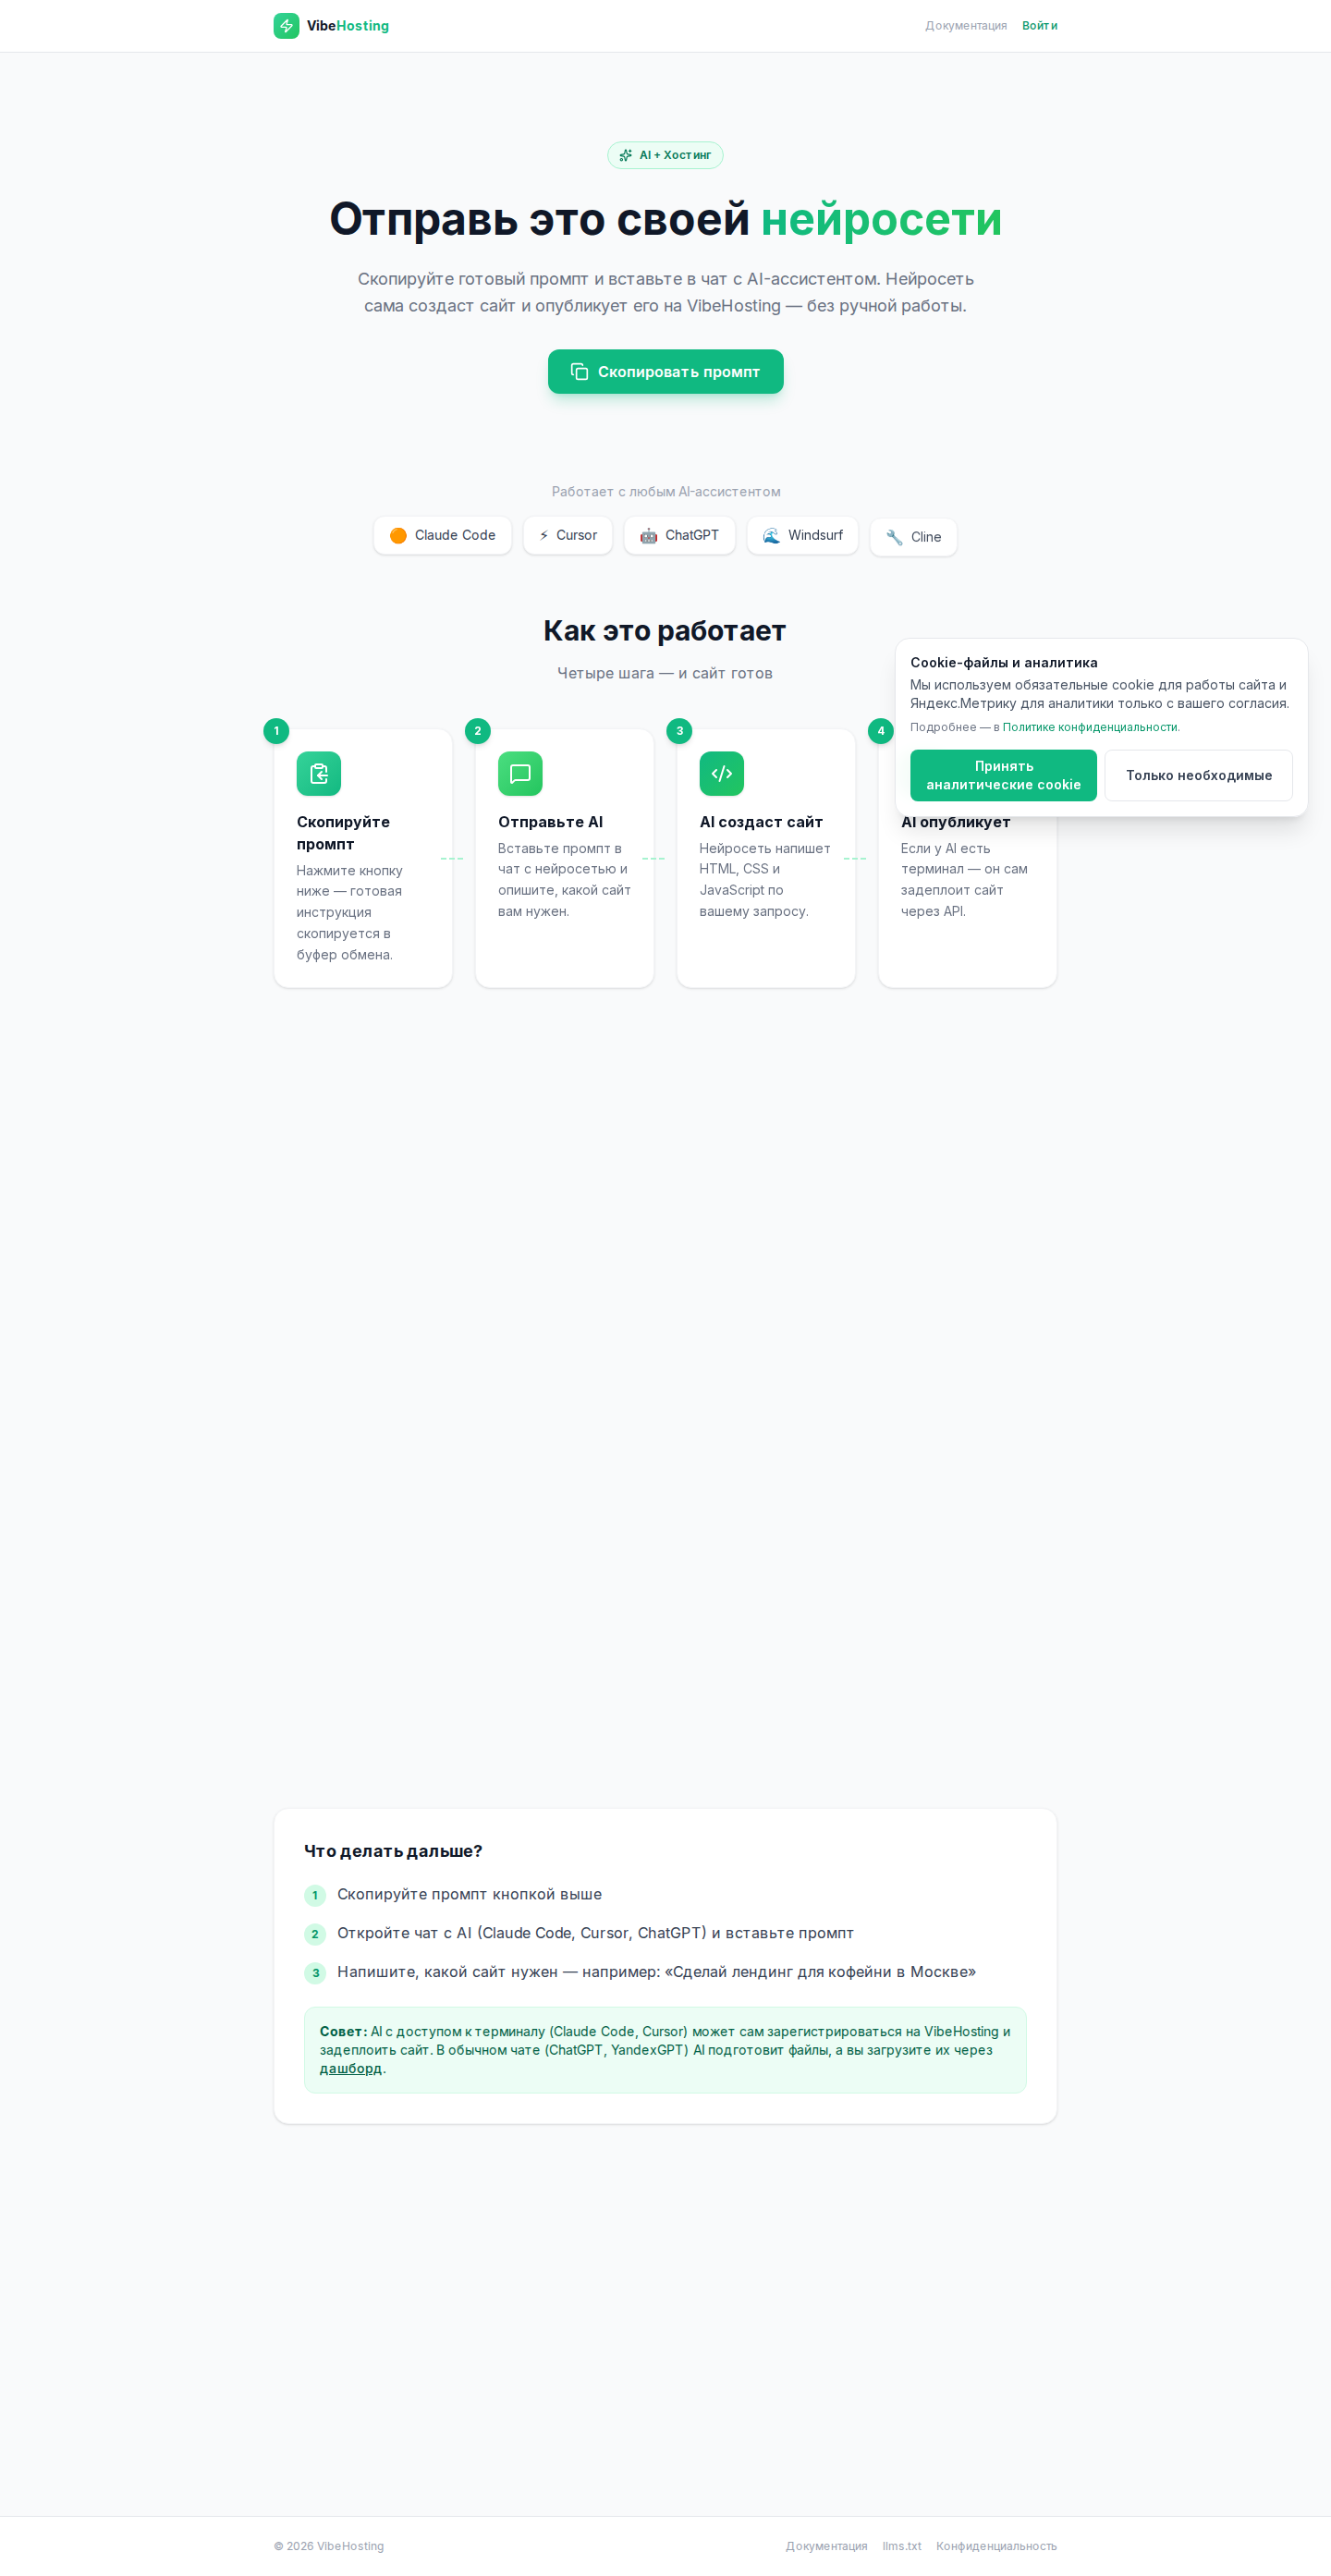 VibeHosting
Документация
Войти
AI + Хостинг
Отправь это своей нейросети
Скопируйте готовый промпт и вставьте в чат с AI-ассистентом. Нейросеть
сама создаст сайт и опубликует его на VibeHosting — без ручной работы.
Скопировать промпт
Работает с любым AI-ассистентом
Claude Code
Cursor
ChatGPT
Windsurf
Cline
Как это работает
Четыре шага — и сайт готов
Cookie-файлы и аналитика
Мы используем обязательные cookie для работы сайта и
Яндекс.Метрику для аналитики только с вашего согласия.
Подробнее — в Политике конфиденциальности.
Принять
аналитические cookie
Только необходимые
1
Скопируйте
промпт
Нажмите кнопку
ниже — готовая
инструкция
скопируется в
буфер обмена.
2
Отправьте AI
Вставьте промпт в
чат с нейросетью и
опишите, какой сайт
вам нужен.
3
AI создаст сайт
Нейросеть напишет
HTML, CSS и
JavaScript по
вашему запросу.
4
AI опубликует
Если у AI есть
терминал — он сам
задеплоит сайт
через API.
Что делать дальше?
1 Скопируйте промпт кнопкой выше
2 Откройте чат с AI (Claude Code, Cursor, ChatGPT) и вставьте промпт
3 Напишите, какой сайт нужен — например: «Сделай лендинг для кофейни в Москве»
Совет: AI с доступом к терминалу (Claude Code, Cursor) может сам зарегистрироваться на VibeHosting и
задеплоить сайт. В обычном чате (ChatGPT, YandexGPT) AI подготовит файлы, а вы загрузите их через
дашборд.
© 2026 VibeHosting
Документация
llms.txt
Конфиденциальность